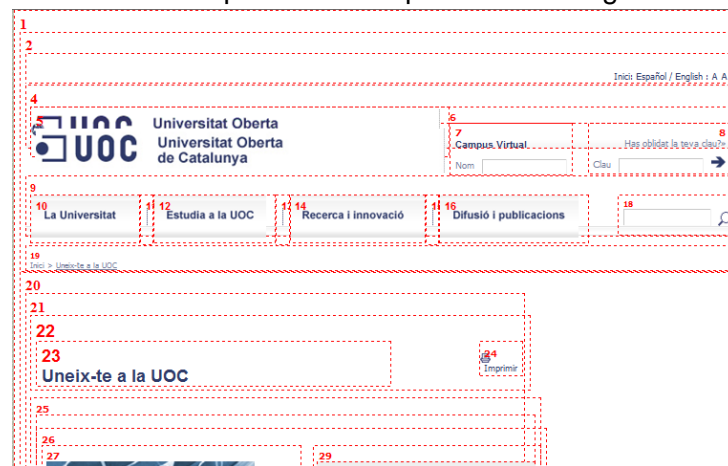 1
2
Inici: Español / English : A A
4
5
UOC
UOC
Universitat Oberta
Universitat Oberta
de Catalunya
6
7
8
Campus Virtual
Has oblidat la teva clau?»
Nom
Clau
9
10
12
14
16
18
La Universitat
Estudia a la UOC
Recerca i innovació
Difusió i publicacions
19
Inici > Uneix-te a la UOC
20
21
22
23
24
Imprimir
Uneix-te a la UOC
25
26
27
29